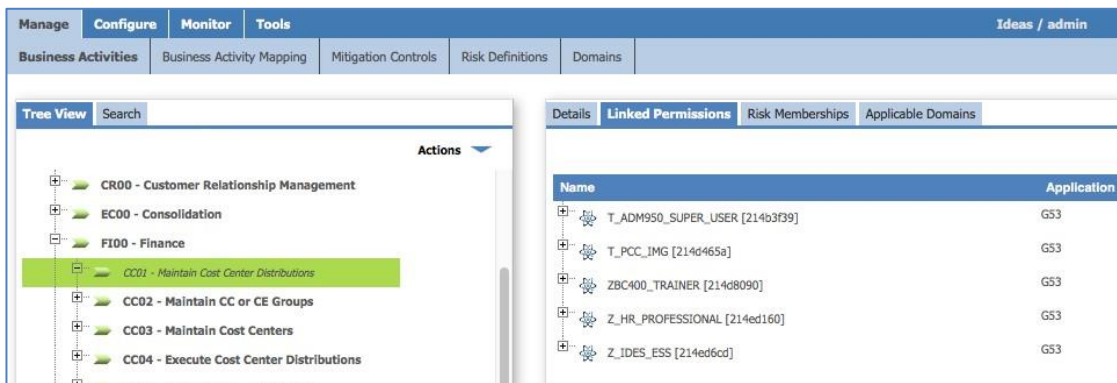 Manage Configure Monitor Tools Ideas / admin
Business Activities Business Activity Mapping Mitigation Controls Risk Definitions Domains
Tree View Search
Actions
CR00 - Customer Relationship Management
EC00 - Consolidation
FI00 - Finance
CC01 - Maintain Cost Center Distributions
CC02 - Maintain CC or CE Groups
CC03 - Maintain Cost Centers
CC04 - Execute Cost Center Distributions
Details Linked Permissions Risk Memberships Applicable Domains
Name Application
T_ADM950_SUPER_USER [214b3f39] G53
T_PCC_IMG [214d465a] G53
ZBC400_TRAINER [214d8090] G53
Z_HR_PROFESSIONAL [214ed160] G53
Z_IDES_ESS [214ed6cd] G53